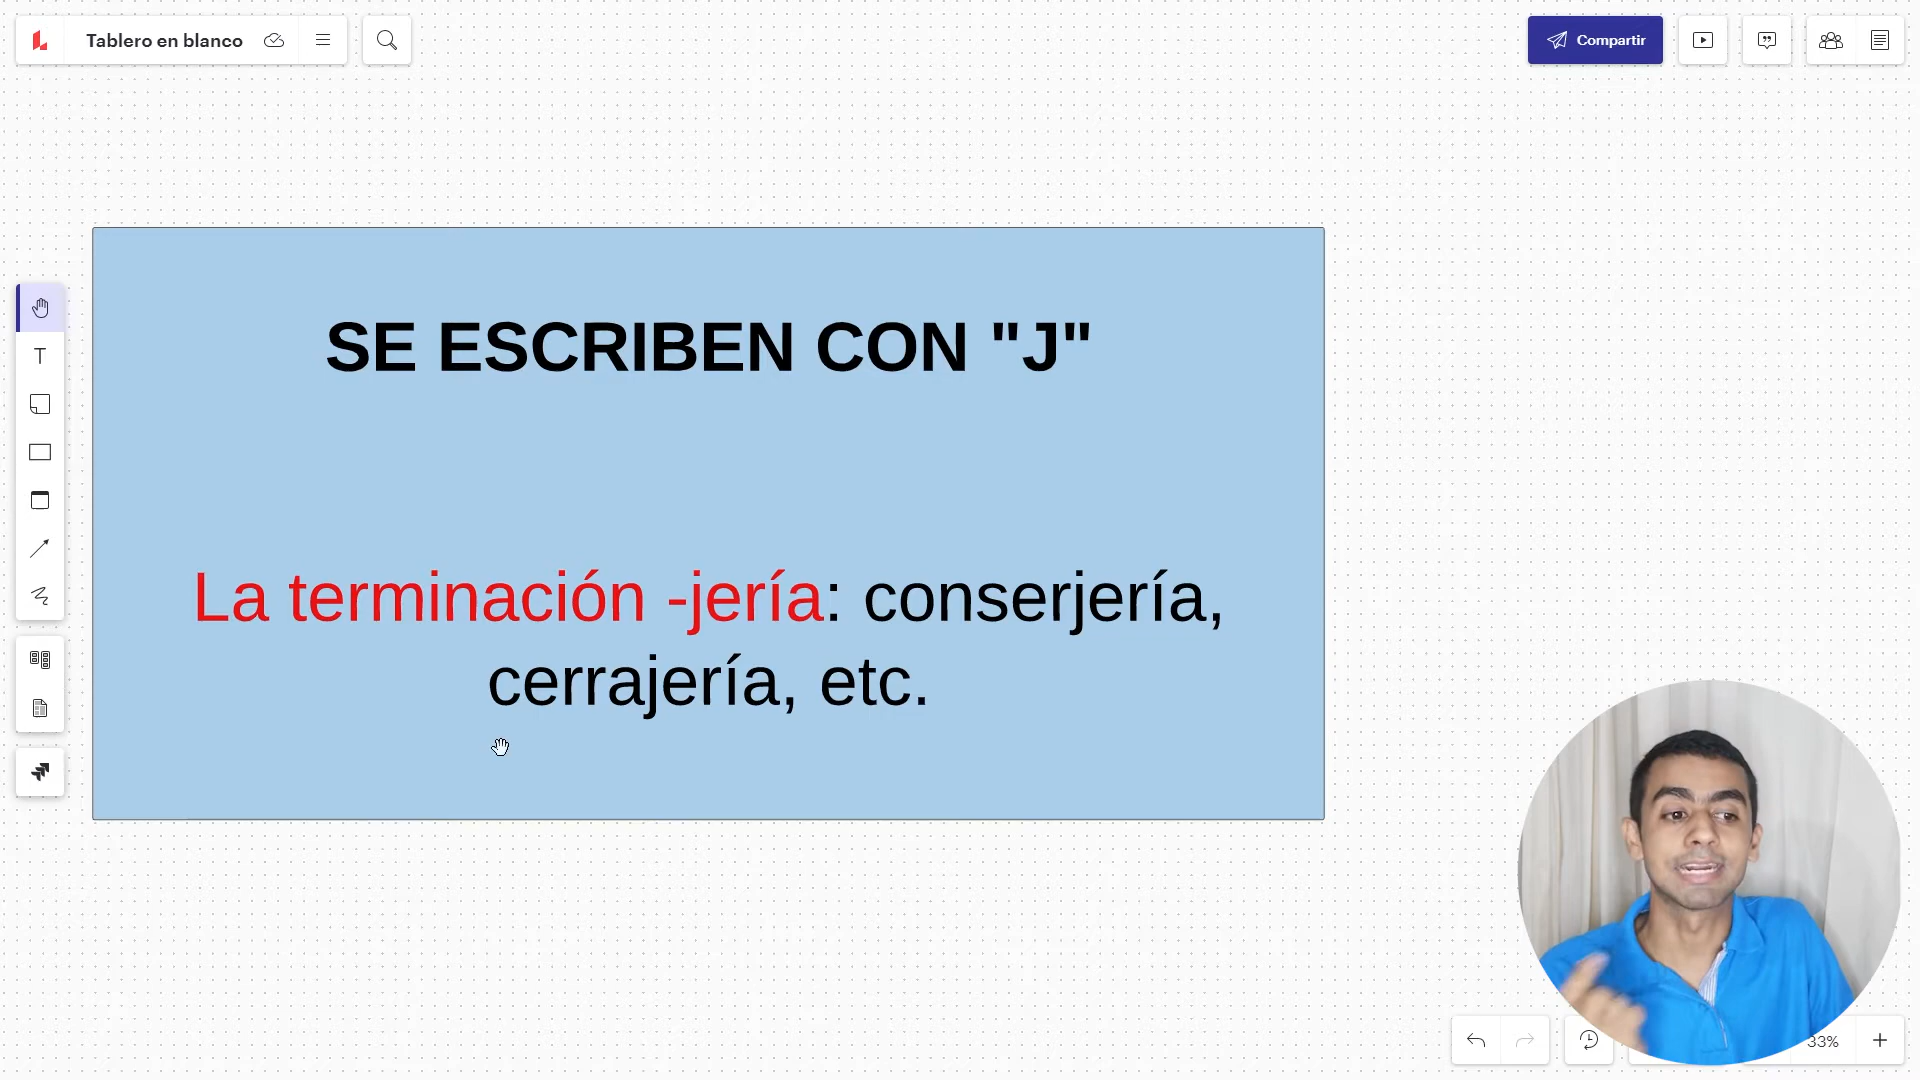 Tablero en blanco
Compartir
SE ESCRIBEN CON "J"
La terminación -jería: conserjería,
cerrajería, etc.
33%